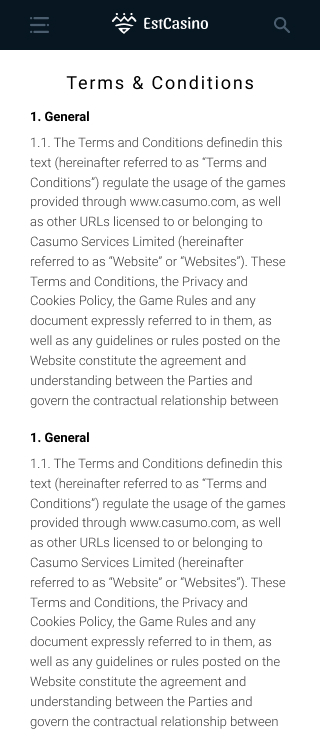 EstCasino
Terms & Conditions
1. General
1.1. The Terms and Conditions definedin this
text (hereinafter referred to as “Terms and
Conditions”) regulate the usage of the games
provided through www.casumo.com, as well
as other URLs licensed to or belonging to
Casumo Services Limited (hereinafter
referred to as “Website” or “Websites”). These
Terms and Conditions, the Privacy and
Cookies Policy, the Game Rules and any
document expressly referred to in them, as
well as any guidelines or rules posted on the
Website constitute the agreement and
understanding between the Parties and
govern the contractual relationship between
1. General
1.1. The Terms and Conditions definedin this
text (hereinafter referred to as “Terms and
Conditions”) regulate the usage of the games
provided through www.casumo.com, as well
as other URLs licensed to or belonging to
Casumo Services Limited (hereinafter
referred to as “Website” or “Websites”). These
Terms and Conditions, the Privacy and
Cookies Policy, the Game Rules and any
document expressly referred to in them, as
well as any guidelines or rules posted on the
Website constitute the agreement and
understanding between the Parties and
govern the contractual relationship between